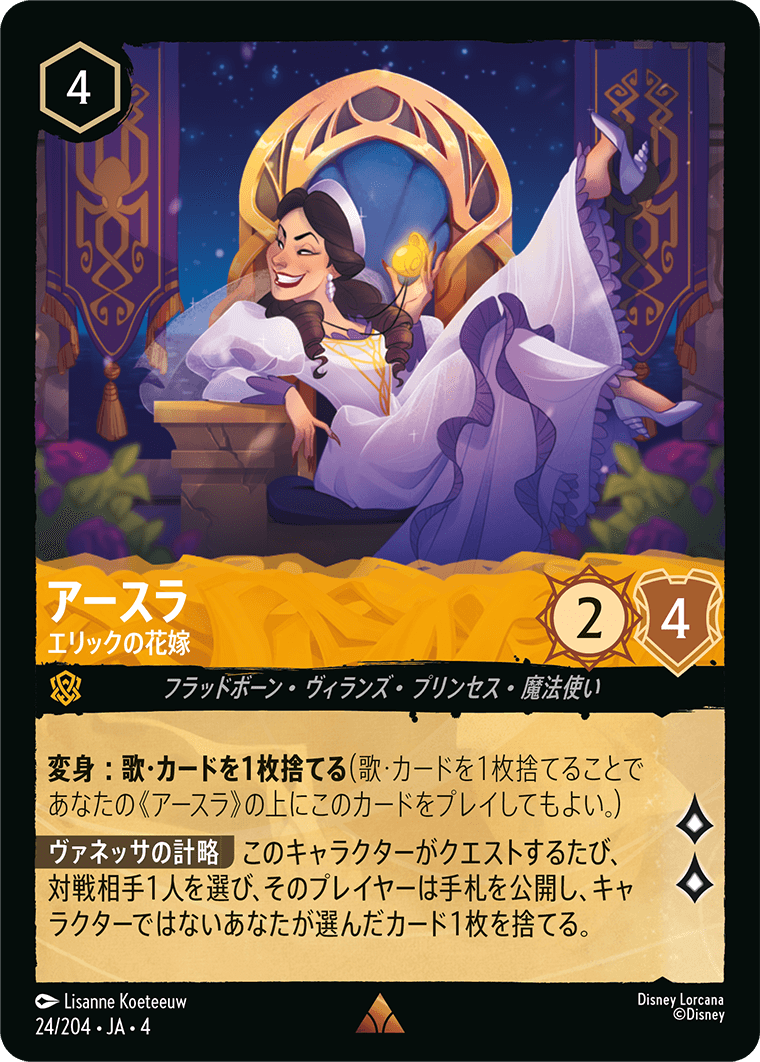 4
アースラ
エリックの花嫁
2
4
フラッドボーン・ヴィランズ・プリンセス・魔法使い
変身：歌・カードを1枚捨てる(歌・カードを1枚捨てることで
あなたの《アースラ》の上にこのカードをプレイしてもよい。)
ヴァネッサの計略 このキャラクターがクエストするたび、
対戦相手1人を選び、そのプレイヤーは手札を公開し、キャ
ラクターではないあなたが選んだカード1枚を捨てる。
Lisanne Koeteeuw
24/204・JA・4
Disney Lorcana
©Disney